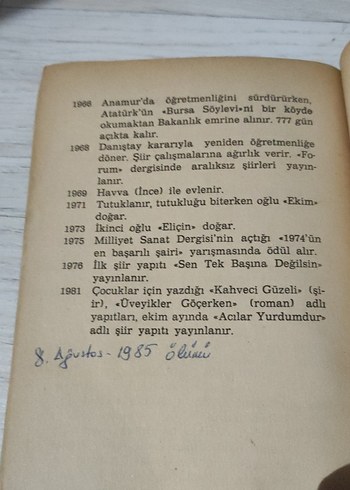 1966 Anamur'da öğretmenliğini sürdürürken,
Atatürk'ün «Bursa Söylevi»ni bir köyde
okumaktan Bakanlık emrine alınır. 777 gün
açıkta kalır.
1968 Danıştay kararıyla yeniden öğretmenliğe
döner. Şiir çalışmalarına ağırlık verir. «Fo-
rum» dergisinde aralıksız şiirleri yayın-
lanır.
1969 Havva (İnce) ile evlenir.
1971 Tutuklanır, tutukluğu biterken oğlu «Ekim»
doğar.
1973 İkinci oğlu «Eliçin» doğar.
1975 Milliyet Sanat Dergisi'nin açtığı «1974'ün
en başarılı şairi» yarışmasında ödül alır.
1976 İlk şiir yapıtı «Sen Tek Başına Değilsin»
yayınlanır.
1981 Çocuklar için yazdığı «Kahveci Güzeli» (şi-
ir), «Üveyikler Göçerken» (roman) adlı
yapıtları, ekim ayında «Acılar Yurdumdur»
adlı şiir yapıtı yayınlanır.
8. Ağustos - 1985 ölümü